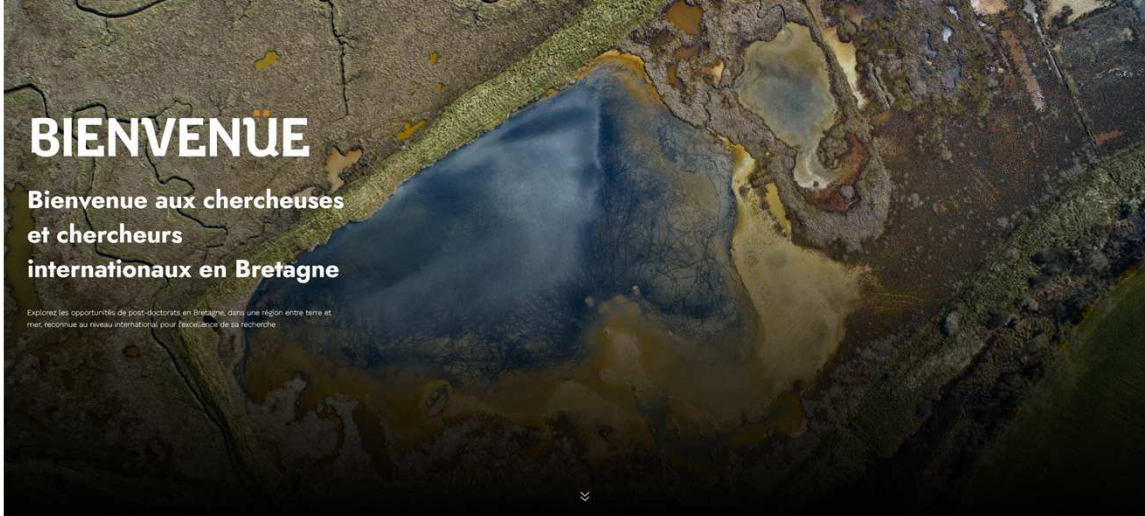 BIENVENÜE
Bienvenue aux chercheuses
et chercheurs
internationaux en Bretagne
Explorez les opportunités de post-doctorats en Bretagne, dans une région entre terre et
mer, reconnue au niveau international pour l'excellence de sa recherche